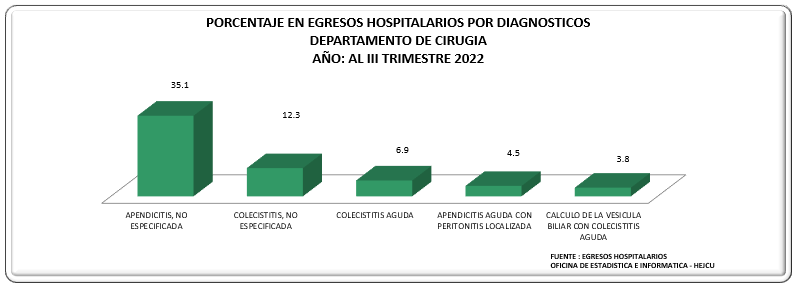 PORCENTAJE EN EGRESOS HOSPITALARIOS POR DIAGNOSTICOS
DEPARTAMENTO DE CIRUGIA
AÑO: AL III TRIMESTRE 2022
35.1
12.3
6.9
4.5
3.8
APENDICITIS, NO
ESPECIFICADA
COLECISTITIS, NO
ESPECIFICADA
COLECISTITIS AGUDA
APENDICITIS AGUDA CON
PERITONITIS LOCALIZADA
CALCULO DE LA VESICULA
BILIAR CON COLECISTITIS
AGUDA
FUENTE : EGRESOS HOSPITALARIOS
OFICINA DE ESTADISTICA E INFORMATICA - HEJCU